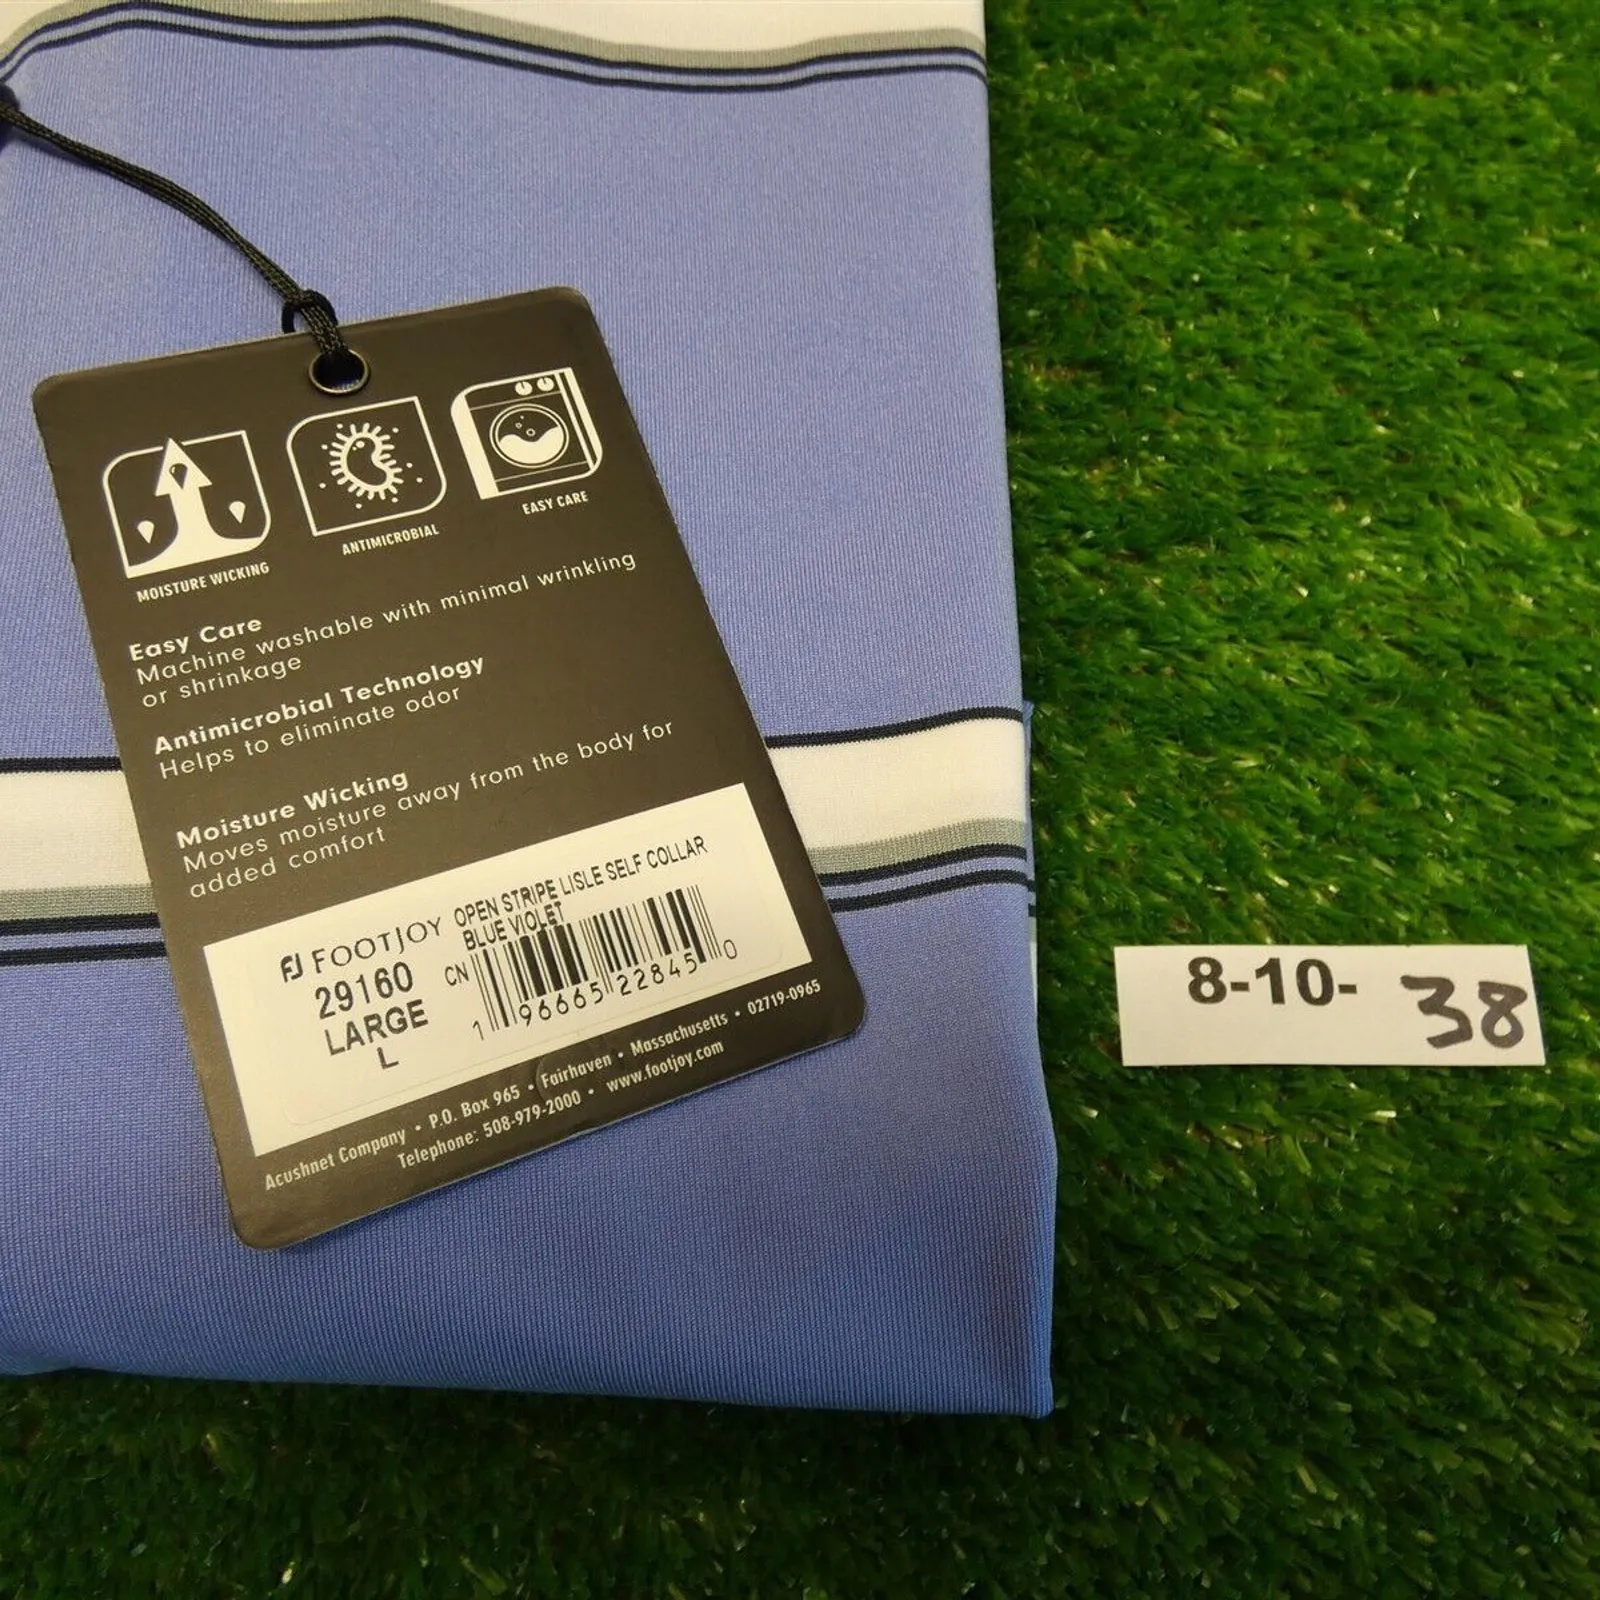 MOISTURE WICKING
ANTIMICROBIAL
EASY CARE
Easy Care
Machine washable with minimal wrinkling
or shrinkage
Antimicrobial Technology
Helps to eliminate odor
Moisture Wicking
Moves moisture away from the body for
added comfort
FJ FOOTJOY
29160
LARGE
L
OPEN STRIPE LISLE SELF COLLAR
BLUE VIOLET
CN
1 96665 22845 0
Acushnet Company • P.O. Box 965 • Fairhaven • Massachusetts • 02719-0965
Telephone: 508-979-2000 • www.footjoy.com
8-10- 38